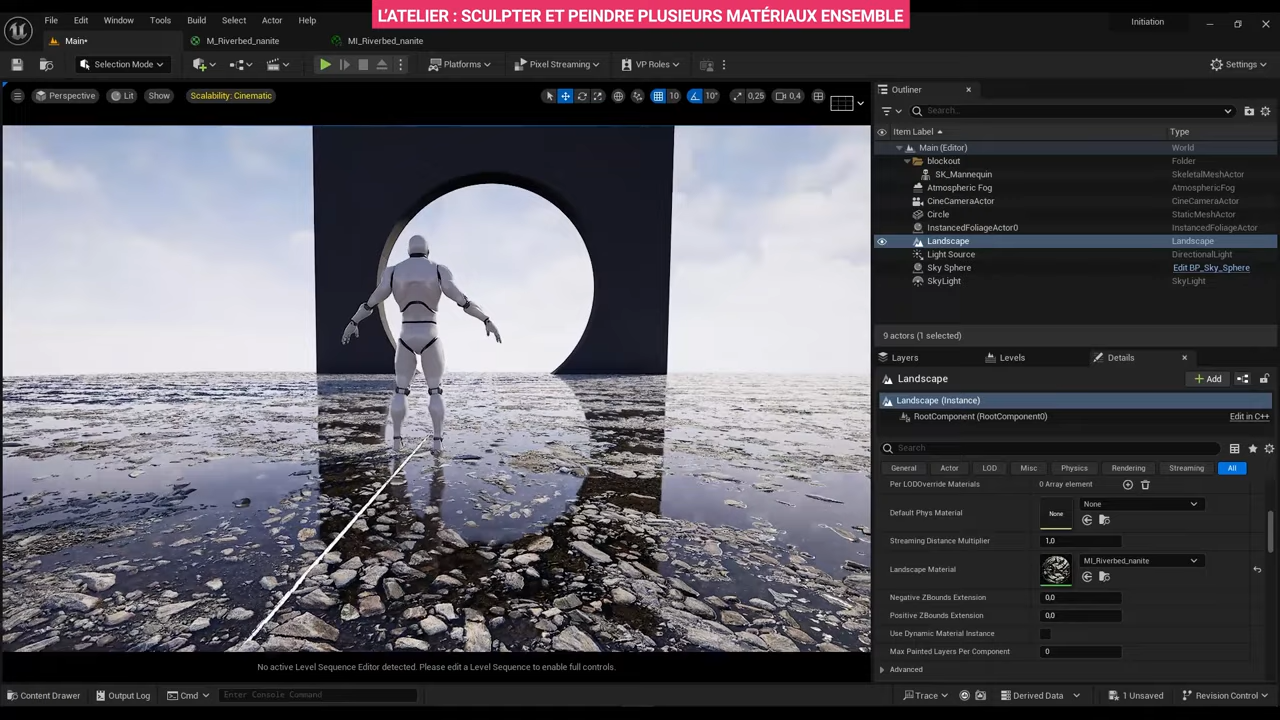 L'ATELIER : SCULPTER ET PEINDRE PLUSIEURS MATÉRIAUX ENSEMBLE
File Edit Window Tools Build Select Actor Help
Initiation
Main*
M_Riverbed_nanite
MI_Riverbed_nanite
Selection Mode
Platforms
Pixel Streaming
VP Roles
Settings
Perspective
Lit
Show
Scalability: Cinematic
10
10°
0,25
0,4
No active Level Sequence Editor detected. Please edit a Level Sequence to enable full controls.
Outliner
Search...
Item Label
Type
Main (Editor) World
blockout Folder
SK_Mannequin SkeletalMeshActor
Atmospheric Fog AtmosphericFog
CineCameraActor CineCameraActor
Circle StaticMeshActor
InstancedFoliageActor0 InstancedFoliageActor
Landscape Landscape
Light Source DirectionalLight
Sky Sphere Edit BP_Sky_Sphere
SkyLight SkyLight
9 actors (1 selected)
Layers
Levels
Details
Landscape
Add
Landscape (Instance)
RootComponent (RootComponent0) Edit in C++
Search
General Actor LOD Misc Physics Rendering Streaming All
Per LODOverride Materials 0 Array element
Default Phys Material None None
Streaming Distance Multiplier 1,0
Landscape Material MI_Riverbed_nanite
Negative ZBounds Extension 0,0
Positive ZBounds Extension 0,0
Use Dynamic Material Instance
Max Painted Layers Per Component 0
Advanced
Content Drawer
Output Log
Cmd
Enter Console Command
Trace
Derived Data
1 Unsaved
Revision Control